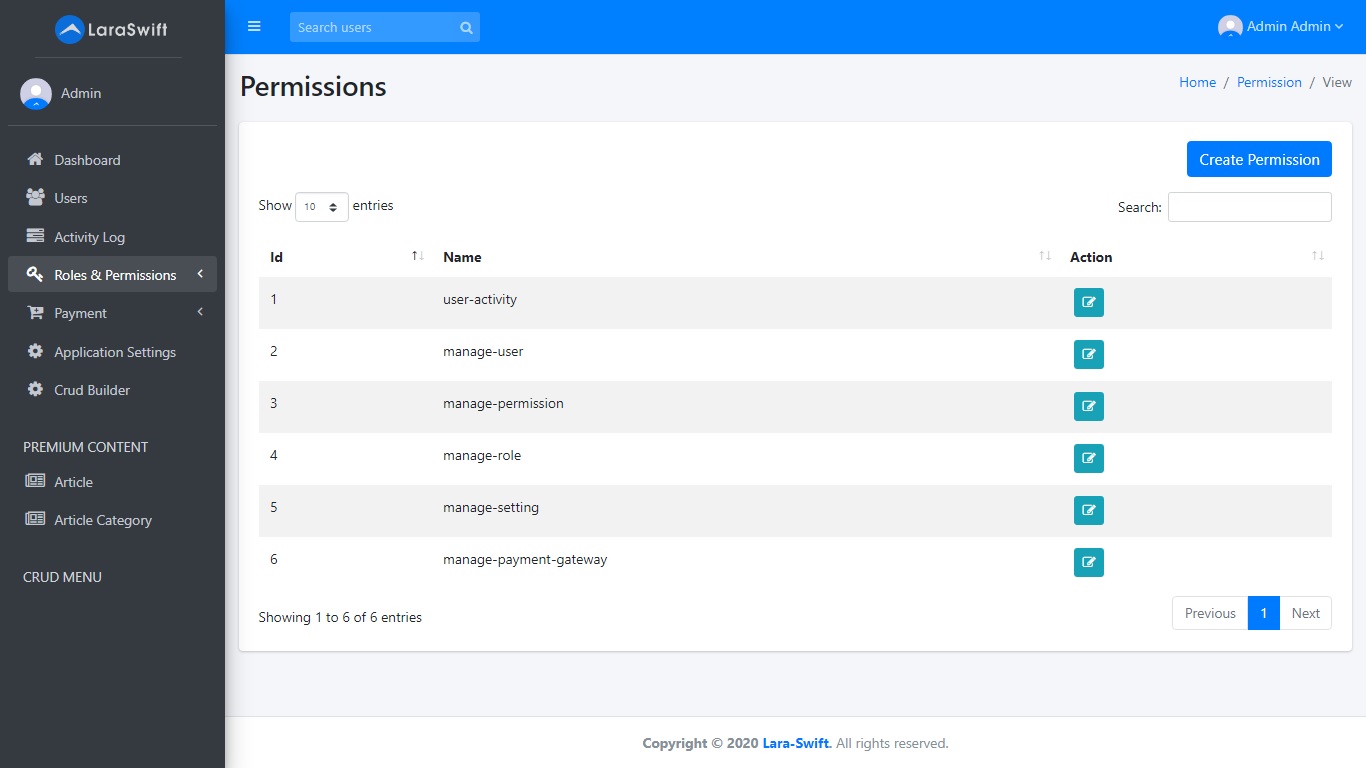 LaraSwift
Admin
Dashboard
Users
Activity Log
Roles & Permissions
Payment
Application Settings
Crud Builder
PREMIUM CONTENT
Article
Article Category
CRUD MENU
Search users
Admin Admin
Permissions
Home / Permission / View
Create Permission
Show 10 entries
Search:
Id Name Action
1 user-activity
2 manage-user
3 manage-permission
4 manage-role
5 manage-setting
6 manage-payment-gateway
Showing 1 to 6 of 6 entries
Previous 1 Next
Copyright © 2020 Lara-Swift. All rights reserved.